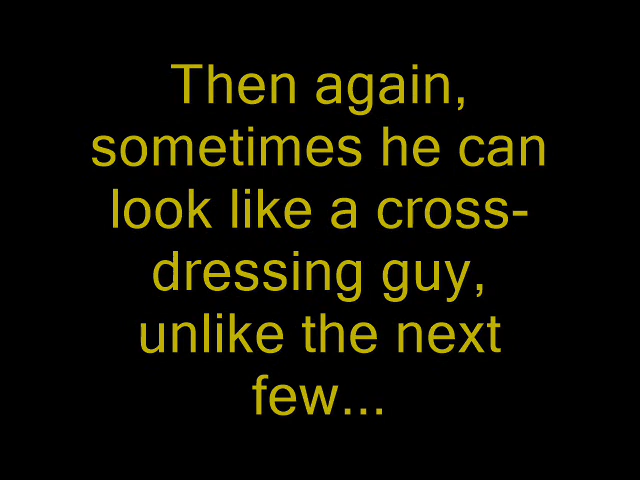 Then again,
sometimes he can
look like a cross-
dressing guy,
unlike the next
few...